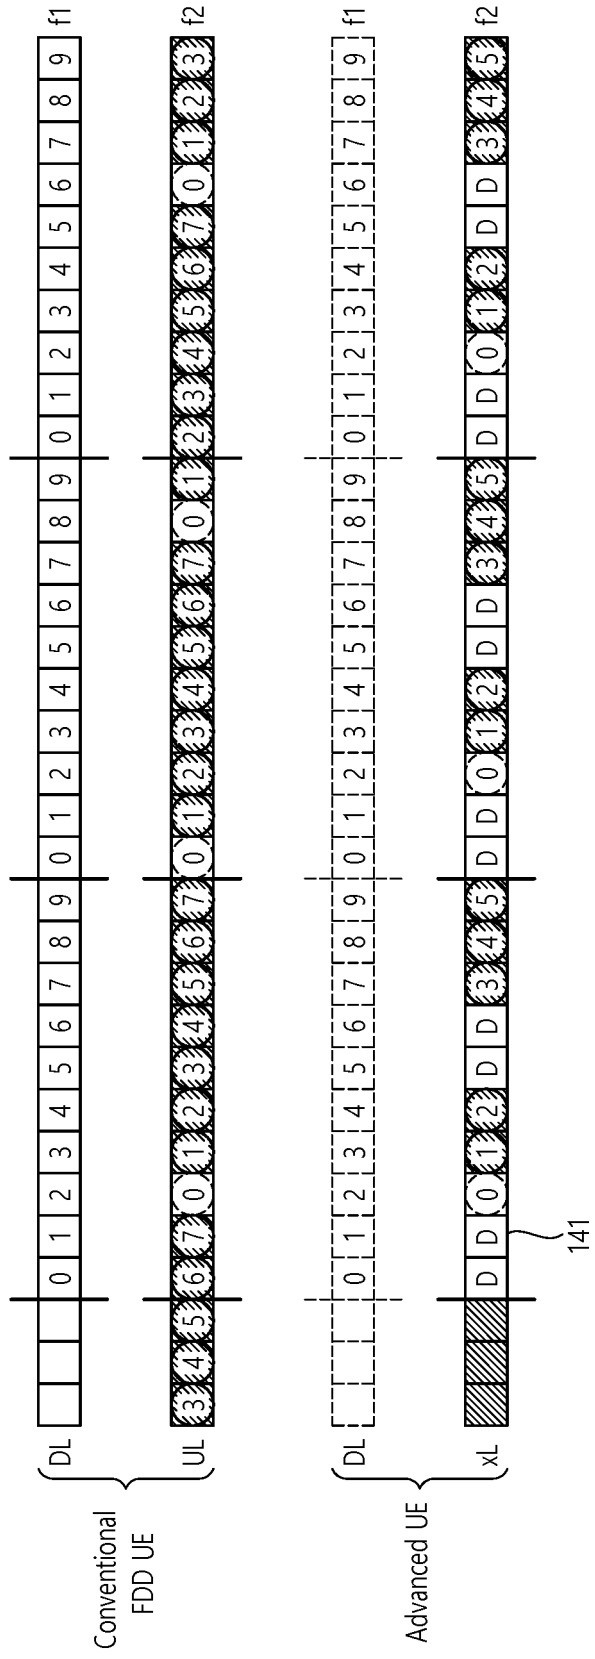 Conventional
FDD UE
DL 0 1 2 3 4 5 6 7 8 9 0 1 2 3 4 5 6 7 8 9 0 1 2 3 4 5 6 7 8 9 f1
UL 3 4 5 6 7 0 1 2 3 4 5 6 7 0 1 2 3 4 5 6 7 0 1 2 3 4 5 6 7 0 1 2 3 f2
Advanced UE
DL 0 1 2 3 4 5 6 7 8 9 0 1 2 3 4 5 6 7 8 9 0 1 2 3 4 5 6 7 8 9 f1
xL D D 0 1 2 D D 3 4 5 D D 0 1 2 D D 3 4 5 D D 0 1 2 D D 3 4 5 f2
141